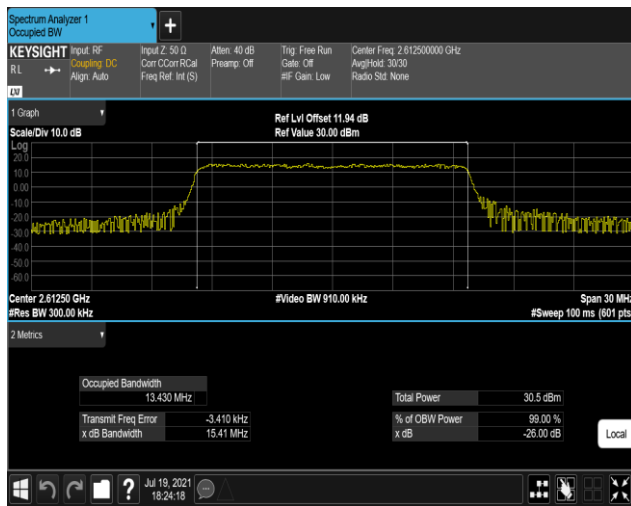 Spectrum Analyzer 1
Occupied BW
+
KEYSIGHT
R L
LXI
Input: RF
Coupling: DC
Align: Auto
Input Z: 50 Ω
Corr CCorr RCal
Freq Ref: Int (S)
Atten: 40 dB
Preamp: Off
Trig: Free Run
Gate: Off
#IF Gain: Low
Center Freq: 2.612500000 GHz
Avg|Hold: 30/30
Radio Std: None
1 Graph
Scale/Div 10.0 dB
Ref Lvl Offset 11.94 dB
Ref Value 30.00 dBm
Log
20.0
10.0
0.00
-10.0
-20.0
-30.0
-40.0
-50.0
-60.0
Center 2.61250 GHz
#Res BW 300.00 kHz
#Video BW 910.00 kHz
Span 30 MHz
#Sweep 100 ms (601 pts
2 Metrics
Occupied Bandwidth
13.430 MHz
Transmit Freq Error -3.410 kHz
x dB Bandwidth 15.41 MHz
Total Power 30.5 dBm
% of OBW Power 99.00 %
x dB -26.00 dB
Local
?
Jul 19, 2021
18:24:18